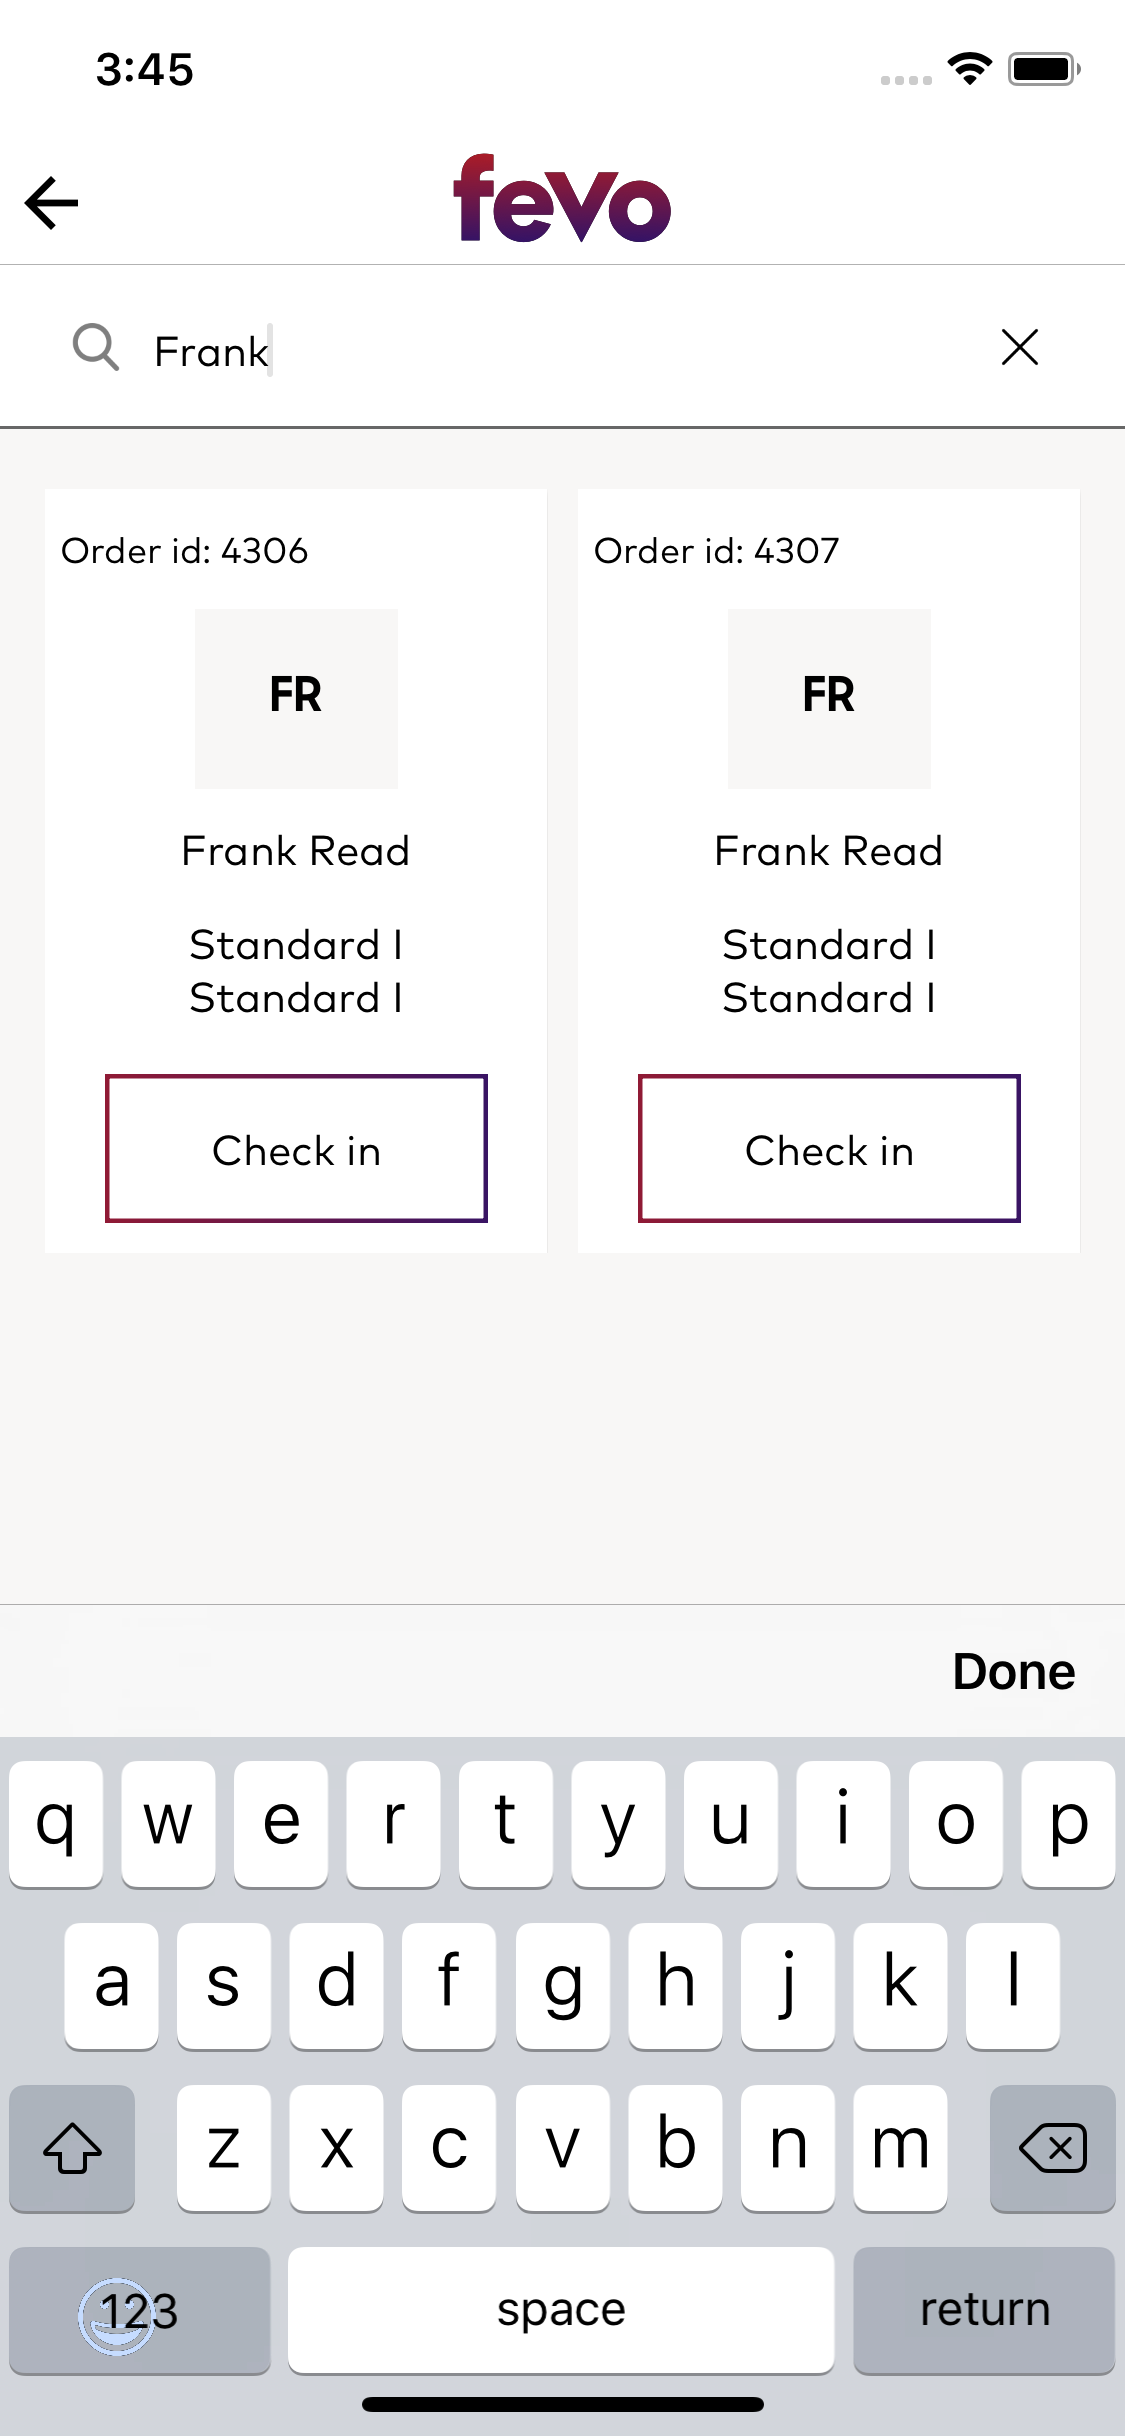 3:45
fevo
Frank
Order id: 4306
Order id: 4307
FR
FR
Frank Read
Frank Read
Standard I
Standard I
Standard I
Standard I
Check in
Check in
Done
q w e r t y u i o p
a s d f g h j k l
z x c v b n m
123 space return